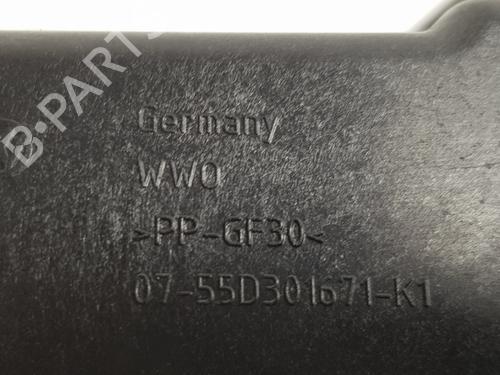 B-PARTS
Germany
WWO
>PP-GF30<
07-55D301671-K1